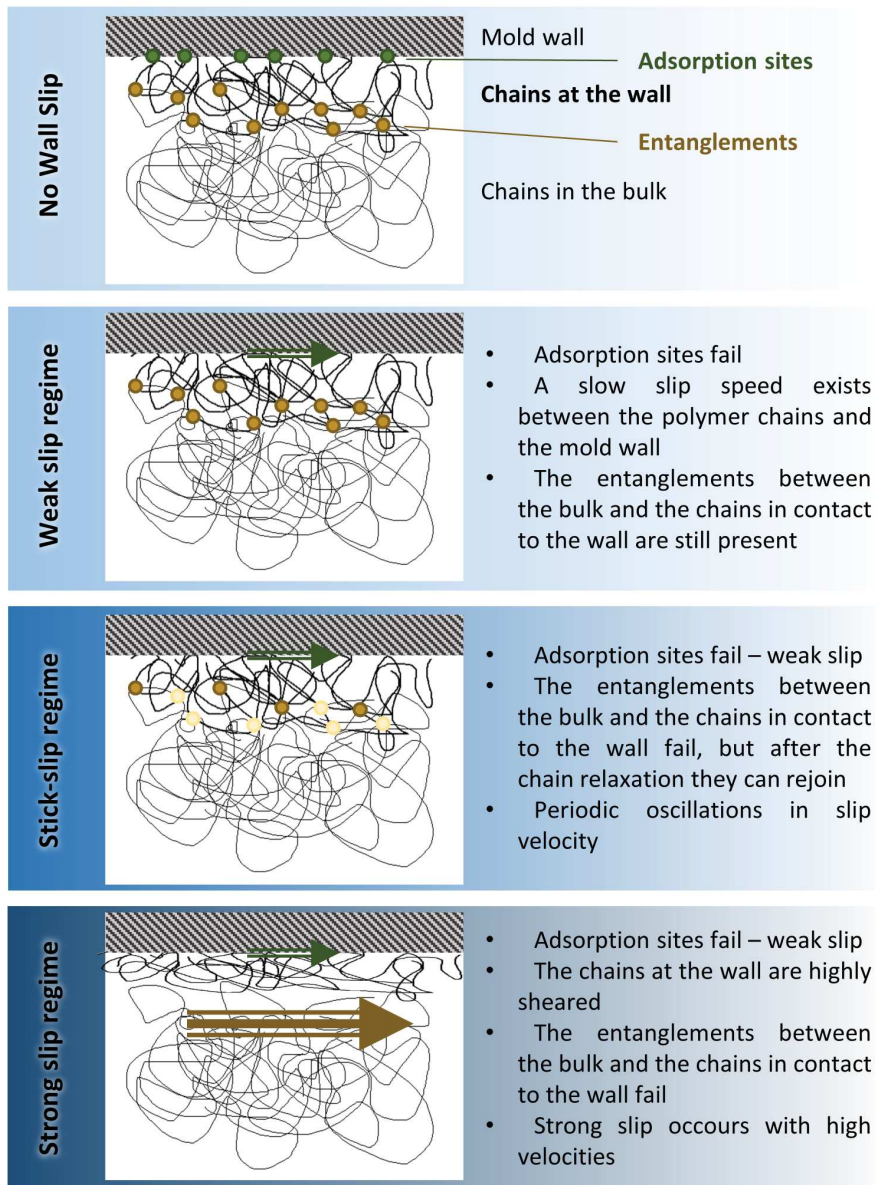 No Wall Slip
Mold wall
Adsorption sites
Chains at the wall
Entanglements
Chains in the bulk
Weak slip regime
• Adsorption sites fail
• A slow slip speed exists
between the polymer chains and
the mold wall
• The entanglements between
the bulk and the chains in contact
to the wall are still present
Stick-slip regime
• Adsorption sites fail – weak slip
• The entanglements between
the bulk and the chains in contact
to the wall fail, but after the
chain relaxation they can rejoin
• Periodic oscillations in slip
velocity
Strong slip regime
• Adsorption sites fail – weak slip
• The chains at the wall are highly
sheared
• The entanglements between
the bulk and the chains in contact
to the wall fail
• Strong slip occours with high
velocities